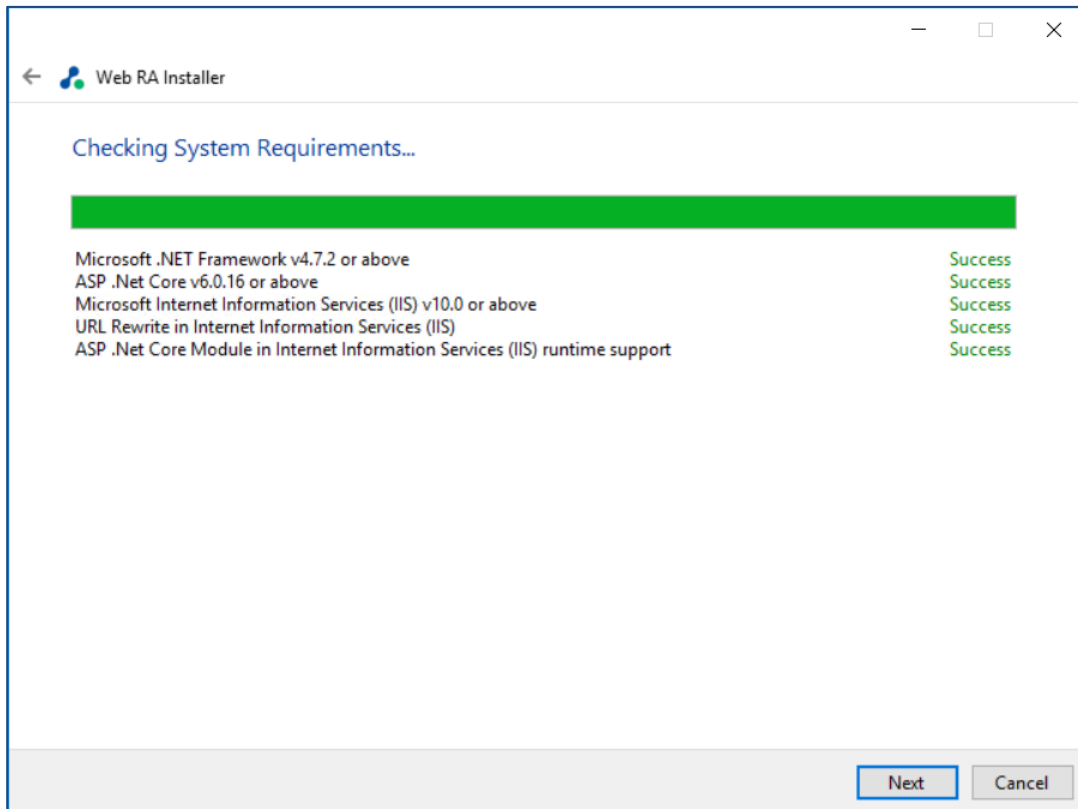 Web RA Installer
Checking System Requirements...
Microsoft .NET Framework v4.7.2 or above Success
ASP .Net Core v6.0.16 or above Success
Microsoft Internet Information Services (IIS) v10.0 or above Success
URL Rewrite in Internet Information Services (IIS) Success
ASP .Net Core Module in Internet Information Services (IIS) runtime support Success
Next Cancel